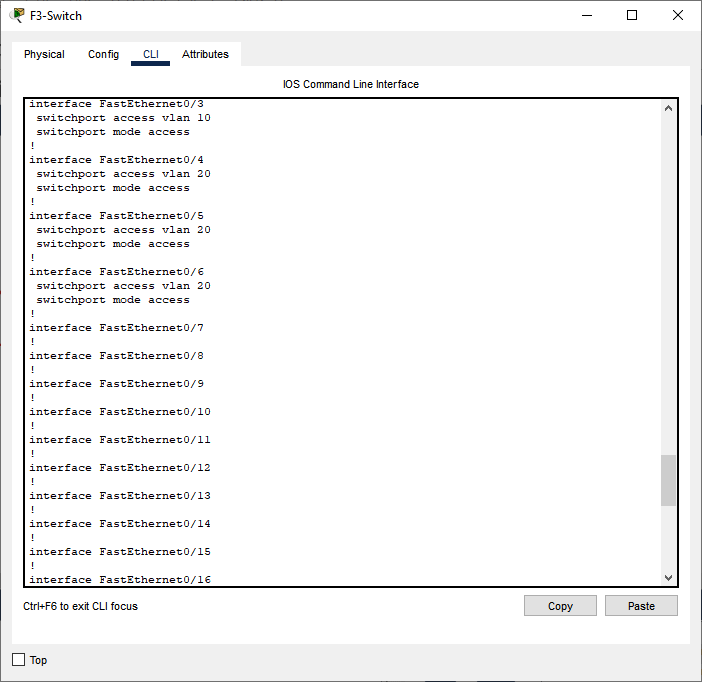 F3-Switch
Physical Config CLI Attributes
IOS Command Line Interface
interface FastEthernet0/3
 switchport access vlan 10
 switchport mode access
!
interface FastEthernet0/4
 switchport access vlan 20
 switchport mode access
!
interface FastEthernet0/5
 switchport access vlan 20
 switchport mode access
!
interface FastEthernet0/6
 switchport access vlan 20
 switchport mode access
!
interface FastEthernet0/7
!
interface FastEthernet0/8
!
interface FastEthernet0/9
!
interface FastEthernet0/10
!
interface FastEthernet0/11
!
interface FastEthernet0/12
!
interface FastEthernet0/13
!
interface FastEthernet0/14
!
interface FastEthernet0/15
!
interface FastEthernet0/16
Ctrl+F6 to exit CLI focus
Copy Paste
Top